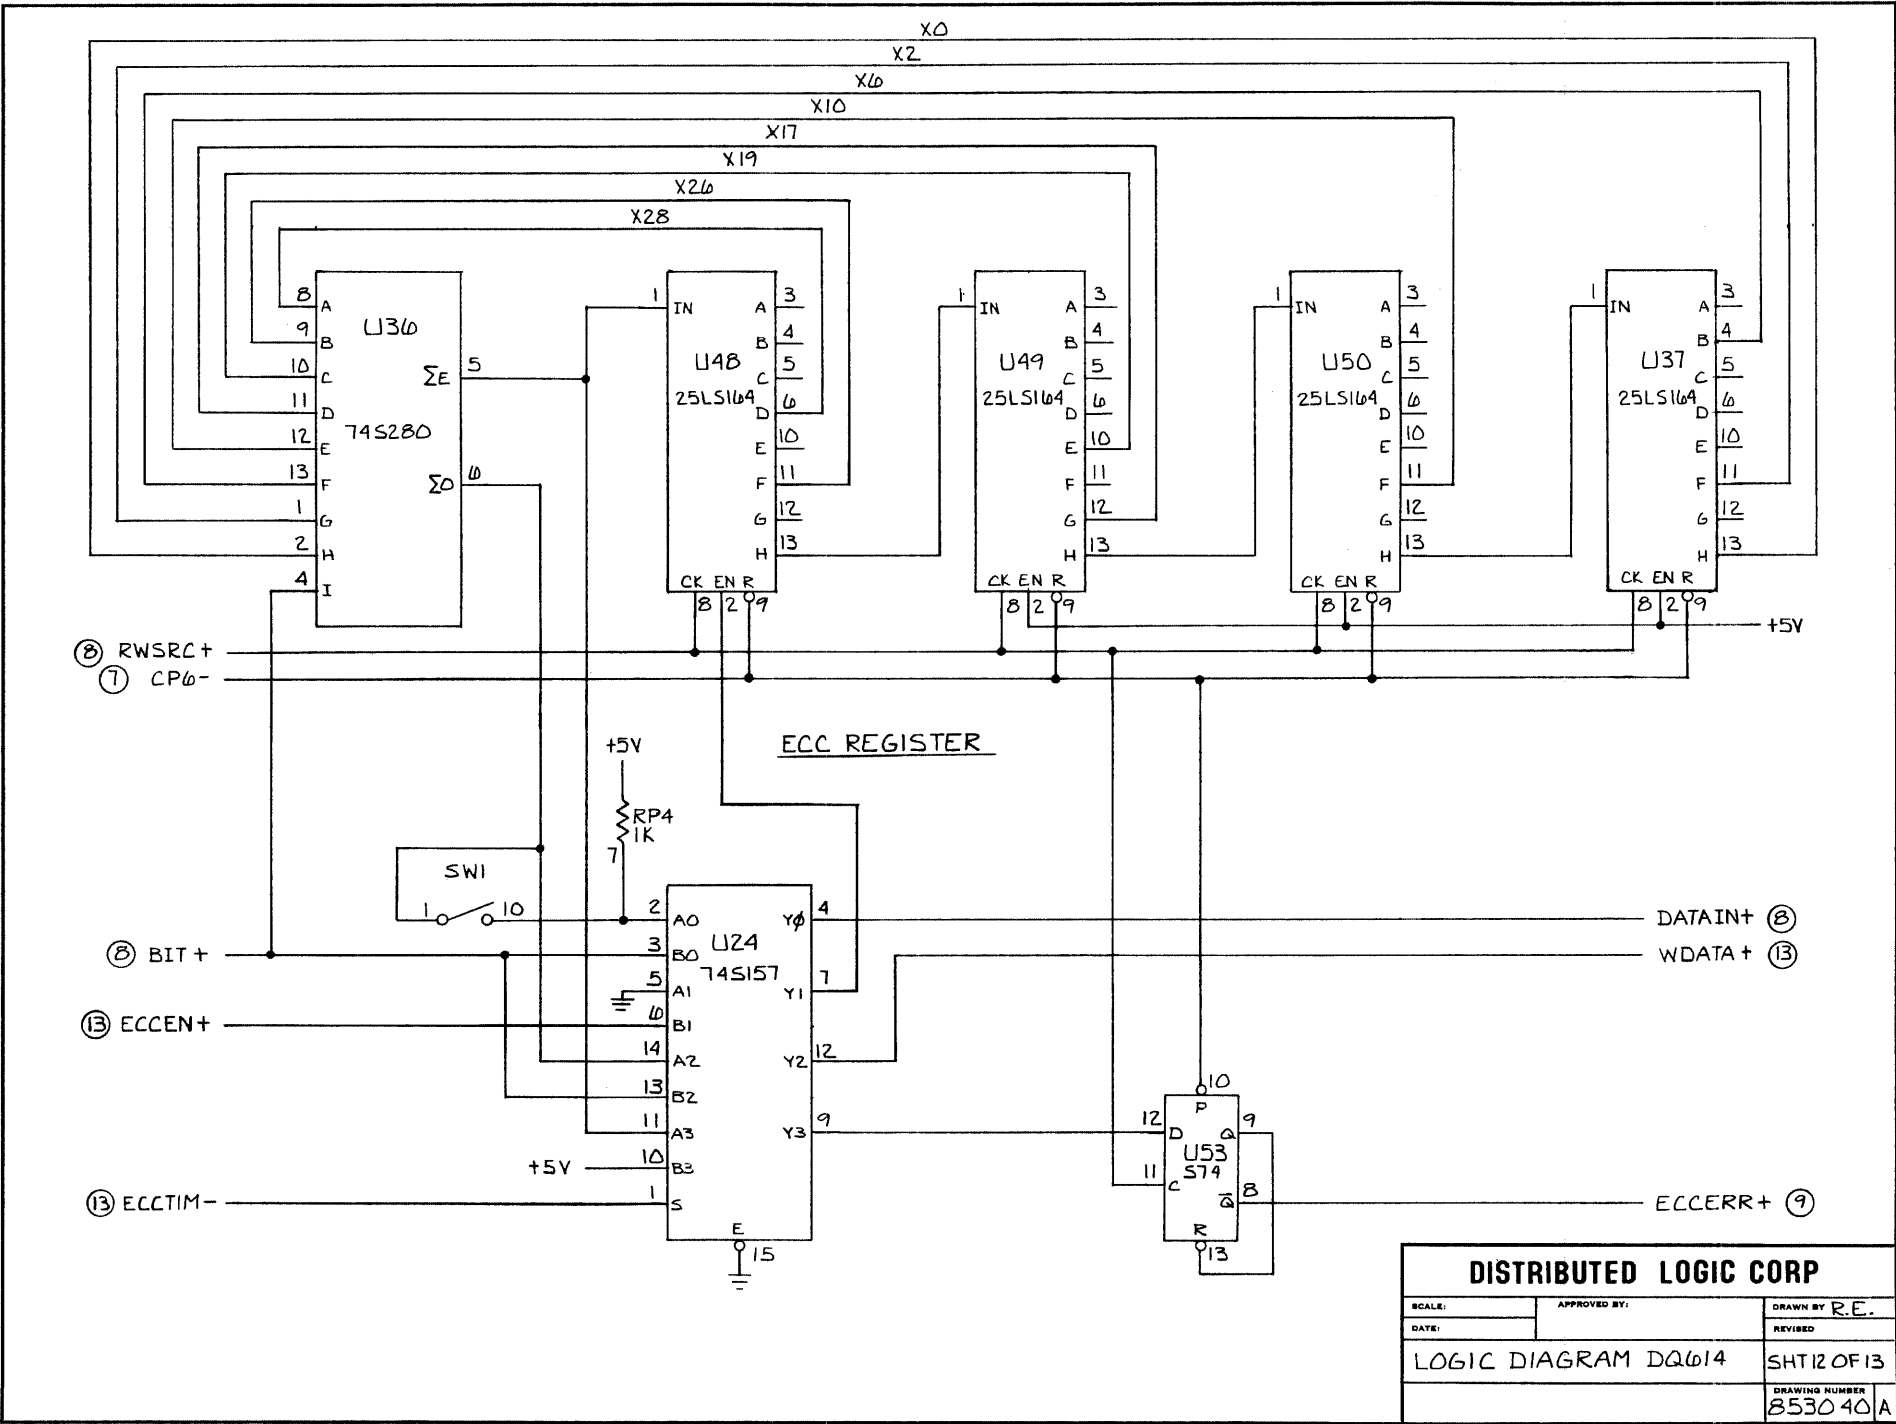 X0
X2
X6
X10
X17
X19
X26
X28
U36
74S280
8 A
9 B
10 C
11 D
12 E
13 F
1 G
2 H
4 I
ΣE 5
ΣO 6
U48
25LS164
1 IN
A 3
B 4
C 5
D 6
E 10
F 11
G 12
H 13
CK EN R
8 2 9
U49
25LS164
1 IN
A 3
B 4
C 5
D 6
E 10
F 11
G 12
H 13
CK EN R
8 2 9
U50
25LS164
1 IN
A 3
B 4
C 5
D 6
E 10
F 11
G 12
H 13
CK EN R
8 2 9
U37
25LS164
1 IN
A 3
B 4
C 5
D 6
E 10
F 11
G 12
H 13
CK EN R
8 2 9
+5V
8 RWSRC+
7 CP6-
ECC REGISTER
+5V
RP4
1K
7
SW1
1 10
8 BIT+
13 ECCEN+
+5V
13 ECCTIM-
U24
74S157
2 A0
3 B0
5 A1
6 B1
14 A2
13 B2
11 A3
10 B3
1 S
E
15
Yφ 4
Y1 7
Y2 12
Y3 9
DATAIN+ 8
WDATA+ 13
10
P
12 D
Q 9
U53
S74
11 C
Q̅ 8
R
13
ECCERR+ 9
DISTRIBUTED LOGIC CORP
SCALE:
APPROVED BY:
DRAWN BY R.E.
DATE:
REVISED
LOGIC DIAGRAM DQ614
SHT 12 OF 13
DRAWING NUMBER
853040 A